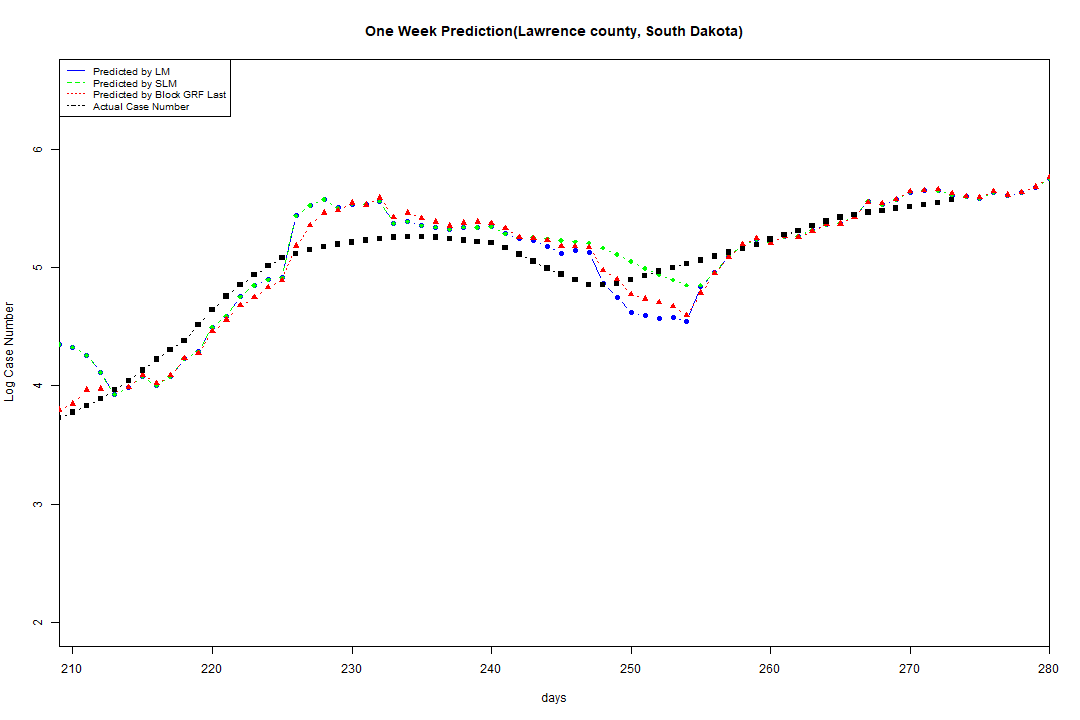 One Week Prediction(Lawrence county, South Dakota)
Predicted by LM
Predicted by SLM
Predicted by Block GRF Last
Actual Case Number
6
5
4
3
2
Log Case Number
210 220 230 240 250 260 270 280
days